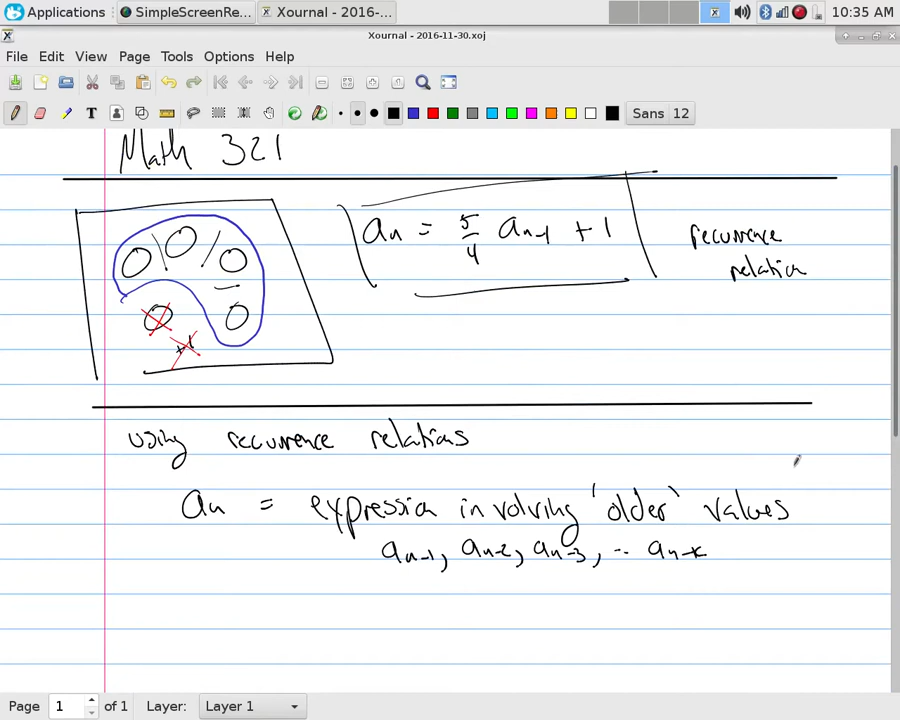 Applications SimpleScreenRe... Xournal - 2016-... 10:35 AM
Xournal - 2016-11-30.xoj
File Edit View Page Tools Options Help
T Sans 12
Math 321
aₙ = 5/4 aₙ₋₁ + 1
recurrence
relation
+1
using recurrence relations
aₙ = expression involving 'older' values
aₙ₋₁, aₙ₋₂, aₙ₋₃, ... aₙ₋ₖ
Page 1 of 1 Layer: Layer 1